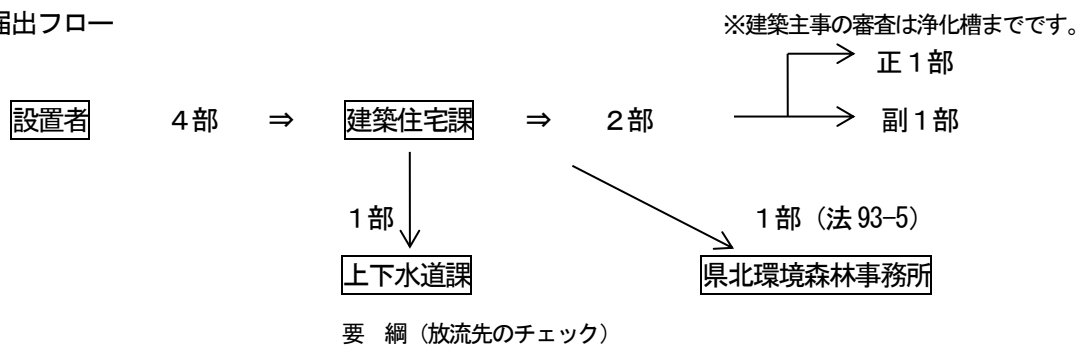 届出フロー
※建築主事の審査は浄化槽までです。
正１部
設置者　４部　⇒　建築住宅課　⇒　２部　副１部
１部　１部（法93-5）
上下水道課　県北環境森林事務所
要　綱（放流先のチェック）